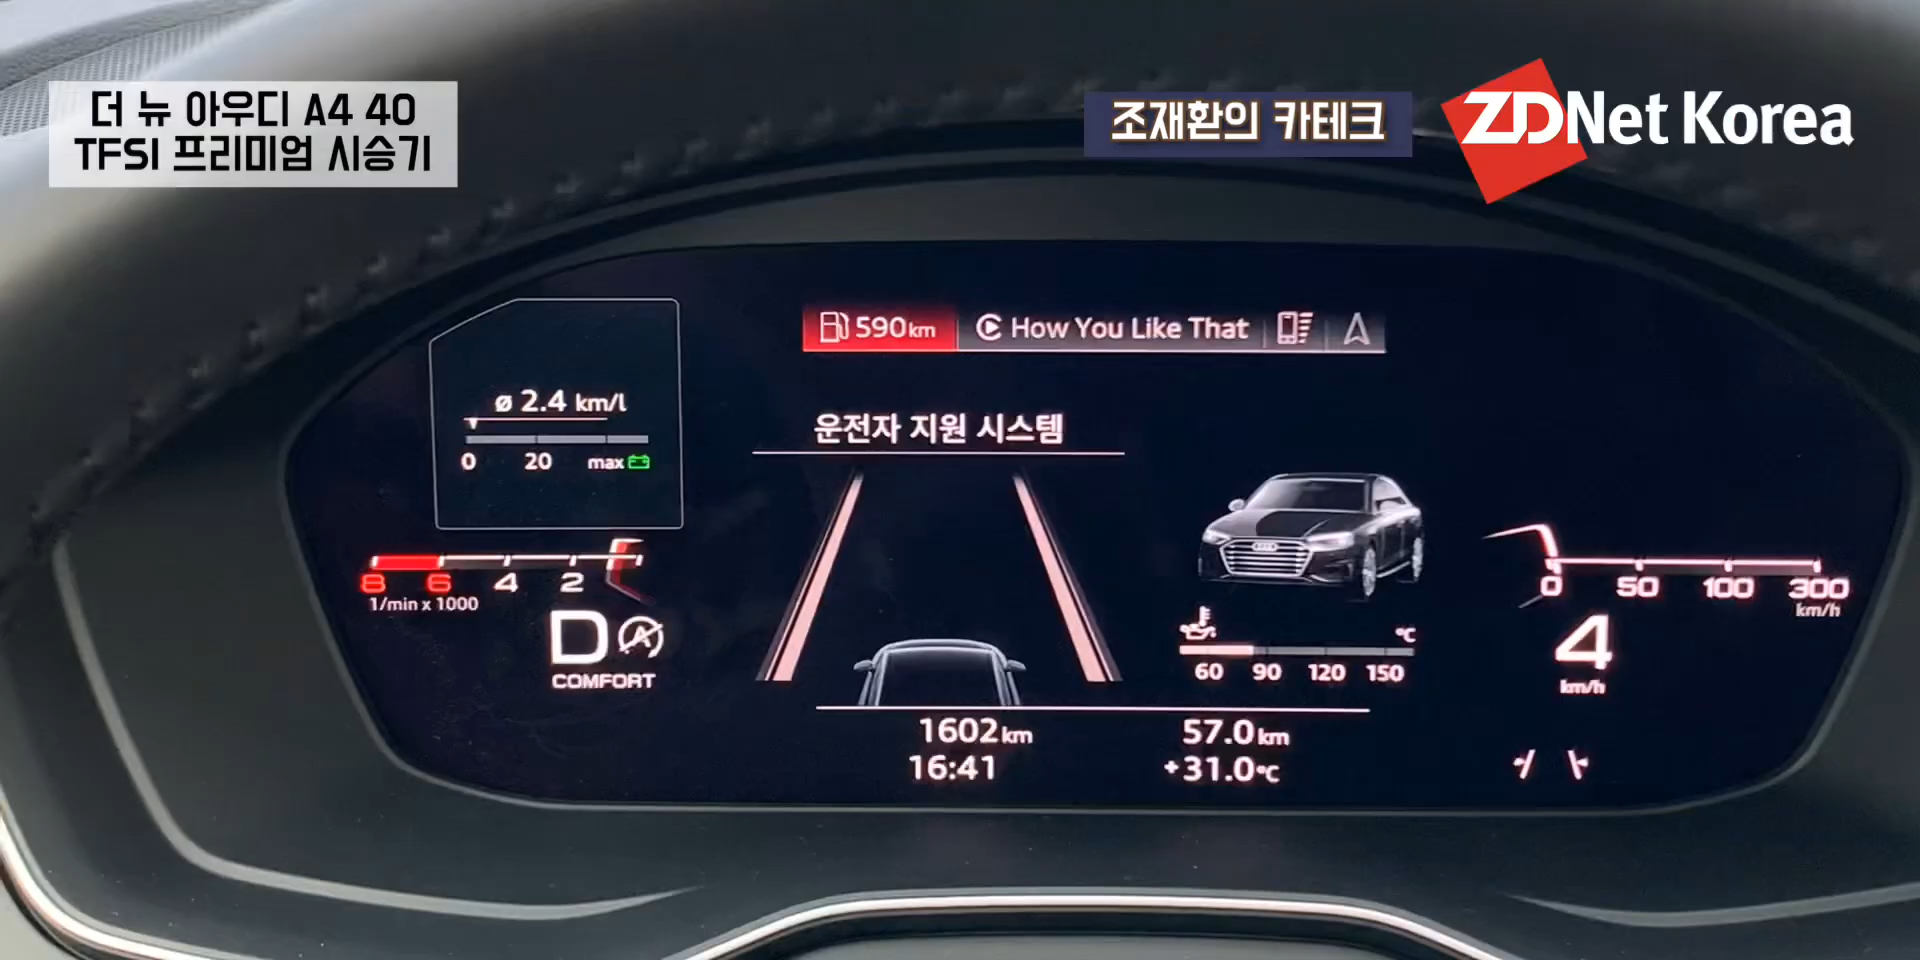 더 뉴 아우디 A4 40
TFSI 프리미엄 시승기
조재환의 카테크
ZDNet Korea
590km
How You Like That
ø 2.4 km/l
0 20 max
운전자 지원 시스템
8 6 4 2
1/min x 1000
D
A
COMFORT
°C
60 90 120 150
0 50 100 300
km/h
4
km/h
1602km
57.0km
16:41
+31.0°C